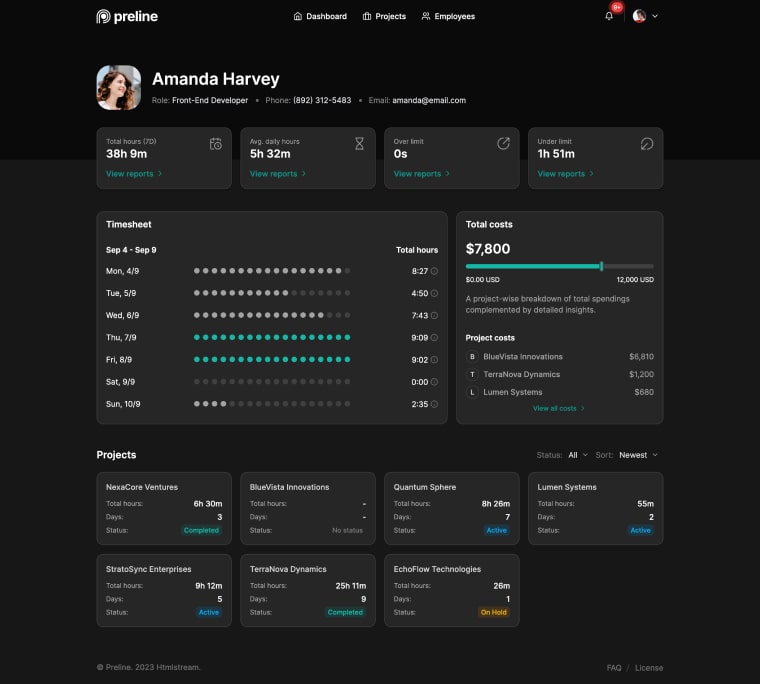 preline
Dashboard Projects Employees
9+
Amanda Harvey
Role: Front-End Developer • Phone: (892) 312-5483 • Email: amanda@email.com
Total hours (7D)
38h 9m
View reports >
Avg. daily hours
5h 32m
View reports >
Over limit
0s
View reports >
Under limit
1h 51m
View reports >
Timesheet
Sep 4 - Sep 9 Total hours
Mon, 4/9 8:27
Tue, 5/9 4:50
Wed, 6/9 7:43
Thu, 7/9 9:09
Fri, 8/9 9:02
Sat, 9/9 0:00
Sun, 10/9 2:35
Total costs
$7,800
$0.00 USD 12,000 USD
A project-wise breakdown of total spendings
complemented by detailed insights.
Project costs
B BlueVista Innovations $6,810
T TerraNova Dynamics $1,200
L Lumen Systems $680
View all costs >
Projects
Status: All Sort: Newest
NexaCore Ventures
Total hours: 6h 30m
Days: 3
Status: Completed
BlueVista Innovations
Total hours: -
Days: -
Status: No status
Quantum Sphere
Total hours: 8h 26m
Days: 7
Status: Active
Lumen Systems
Total hours: 55m
Days: 2
Status: Active
StratoSync Enterprises
Total hours: 9h 12m
Days: 5
Status: Active
TerraNova Dynamics
Total hours: 25h 11m
Days: 9
Status: Completed
EchoFlow Technologies
Total hours: 26m
Days: 1
Status: On Hold
© Preline. 2023 Htmlstream.
FAQ / License